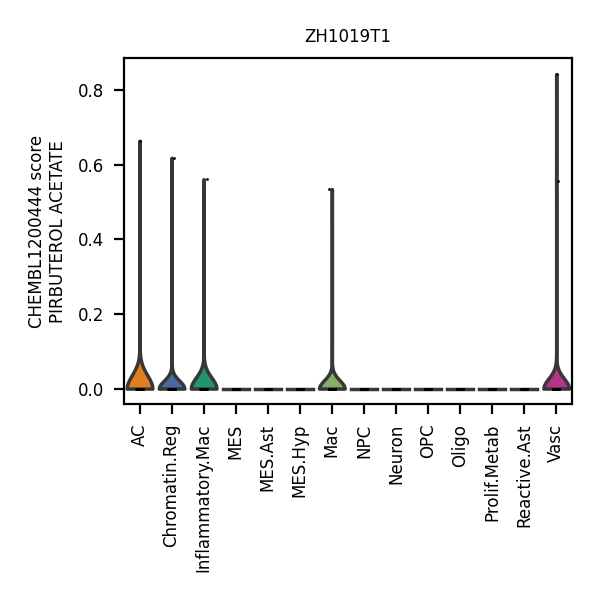 ZH1019T1
CHEMBL1200444 score
PIRBUTEROL ACETATE
0.8
0.6
0.4
0.2
0.0
AC
Chromatin.Reg
Inflammatory.Mac
MES
MES.Ast
MES.Hyp
Mac
NPC
Neuron
OPC
Oligo
Prolif.Metab
Reactive.Ast
Vasc